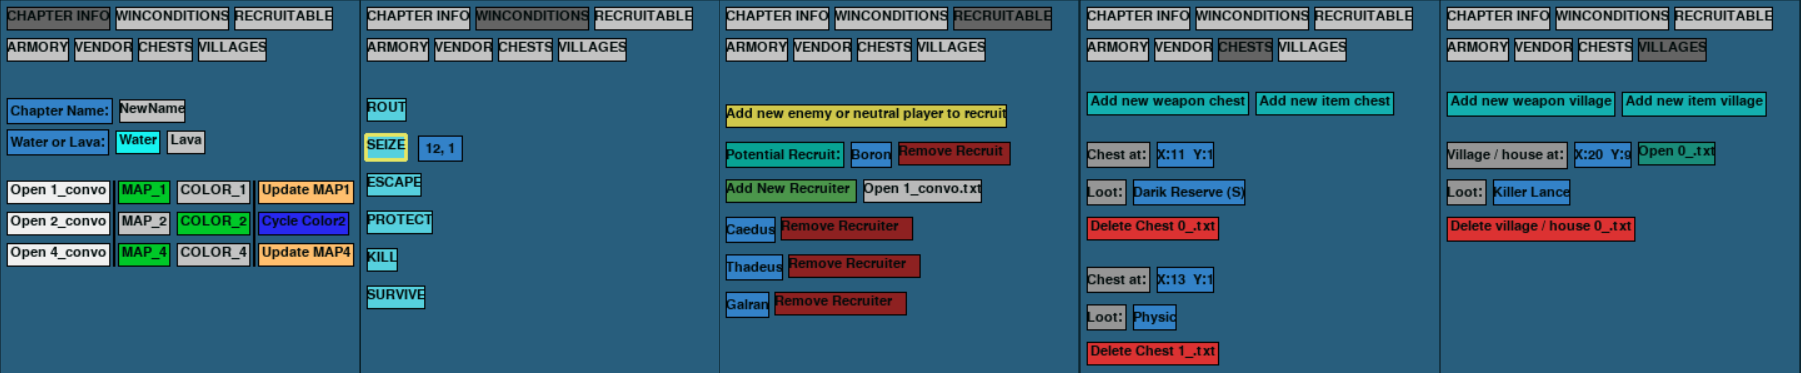 CHAPTER INFO WINCONDITIONS RECRUITABLE
ARMORY VENDOR CHESTS VILLAGES
Chapter Name: NewName
Water or Lava: Water Lava
Open 1_convo MAP_1 COLOR_1 Update MAP1
Open 2_convo MAP_2 COLOR_2 Cycle Color2
Open 4_convo MAP_4 COLOR_4 Update MAP4
CHAPTER INFO WINCONDITIONS RECRUITABLE
ARMORY VENDOR CHESTS VILLAGES
ROUT
SEIZE 12, 1
ESCAPE
PROTECT
KILL
SURVIVE
CHAPTER INFO WINCONDITIONS RECRUITABLE
ARMORY VENDOR CHESTS VILLAGES
Add new enemy or neutral player to recruit
Potential Recruit: Boron Remove Recruit
Add New Recruiter Open 1_convo.txt
Caedus Remove Recruiter
Thadeus Remove Recruiter
Galran Remove Recruiter
CHAPTER INFO WINCONDITIONS RECRUITABLE
ARMORY VENDOR CHESTS VILLAGES
Add new weapon chest Add new item chest
Chest at: X:11 Y:1
Loot: Darik Reserve (S)
Delete Chest 0_.txt
Chest at: X:13 Y:1
Loot: Physic
Delete Chest 1_.txt
CHAPTER INFO WINCONDITIONS RECRUITABLE
ARMORY VENDOR CHESTS VILLAGES
Add new weapon village Add new item village
Village / house at: X:20 Y:9 Open 0_.txt
Loot: Killer Lance
Delete village / house 0_.txt